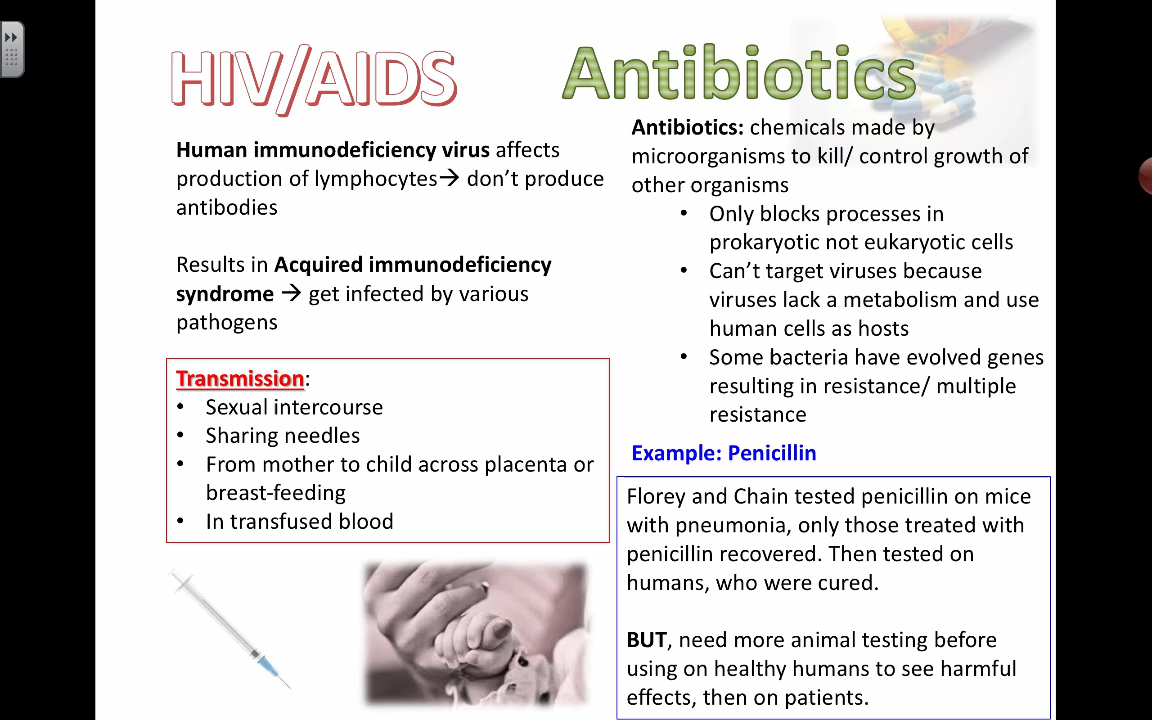 HIV/AIDS
Human immunodeficiency virus affects
production of lymphocytes→ don’t produce
antibodies
Results in Acquired immunodeficiency
syndrome → get infected by various
pathogens
Transmission:
• Sexual intercourse
• Sharing needles
• From mother to child across placenta or
breast-feeding
• In transfused blood
Antibiotics
Antibiotics: chemicals made by
microorganisms to kill/ control growth of
other organisms
• Only blocks processes in
prokaryotic not eukaryotic cells
• Can’t target viruses because
viruses lack a metabolism and use
human cells as hosts
• Some bacteria have evolved genes
resulting in resistance/ multiple
resistance
Example: Penicillin
Florey and Chain tested penicillin on mice
with pneumonia, only those treated with
penicillin recovered. Then tested on
humans, who were cured.
BUT, need more animal testing before
using on healthy humans to see harmful
effects, then on patients.